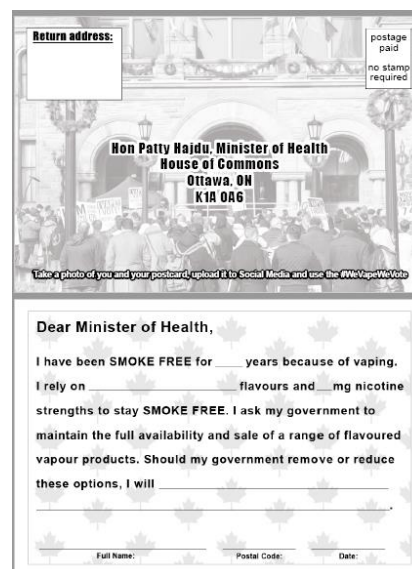 Return address:
postage
paid
no stamp
required
Hon Patty Hajdu, Minister of Health
House of Commons
Ottawa, ON
K1A 0A6
Take a photo of you and your postcard, upload it to Social Media and use the #WeVapeWeVote
Dear Minister of Health,
I have been SMOKE FREE for ____ years because of vaping.
I rely on ______________________ flavours and __mg nicotine
strengths to stay SMOKE FREE. I ask my government to
maintain the full availability and sale of a range of flavoured
vapour products. Should my government remove or reduce
these options, I will ______________________________
______________________________________________.
Full Name: Postal Code: Date: